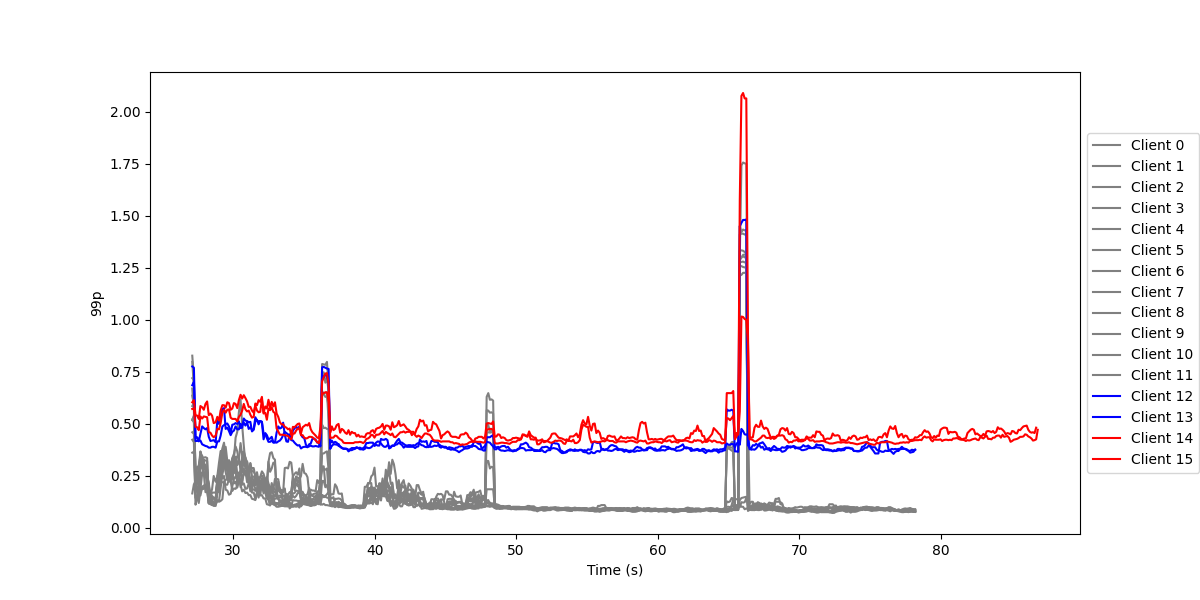 2.00
1.75
1.50
1.25
1.00
0.75
0.50
0.25
0.00
99p
30 40 50 60 70 80
Time (s)
Client 0
Client 1
Client 2
Client 3
Client 4
Client 5
Client 6
Client 7
Client 8
Client 9
Client 10
Client 11
Client 12
Client 13
Client 14
Client 15